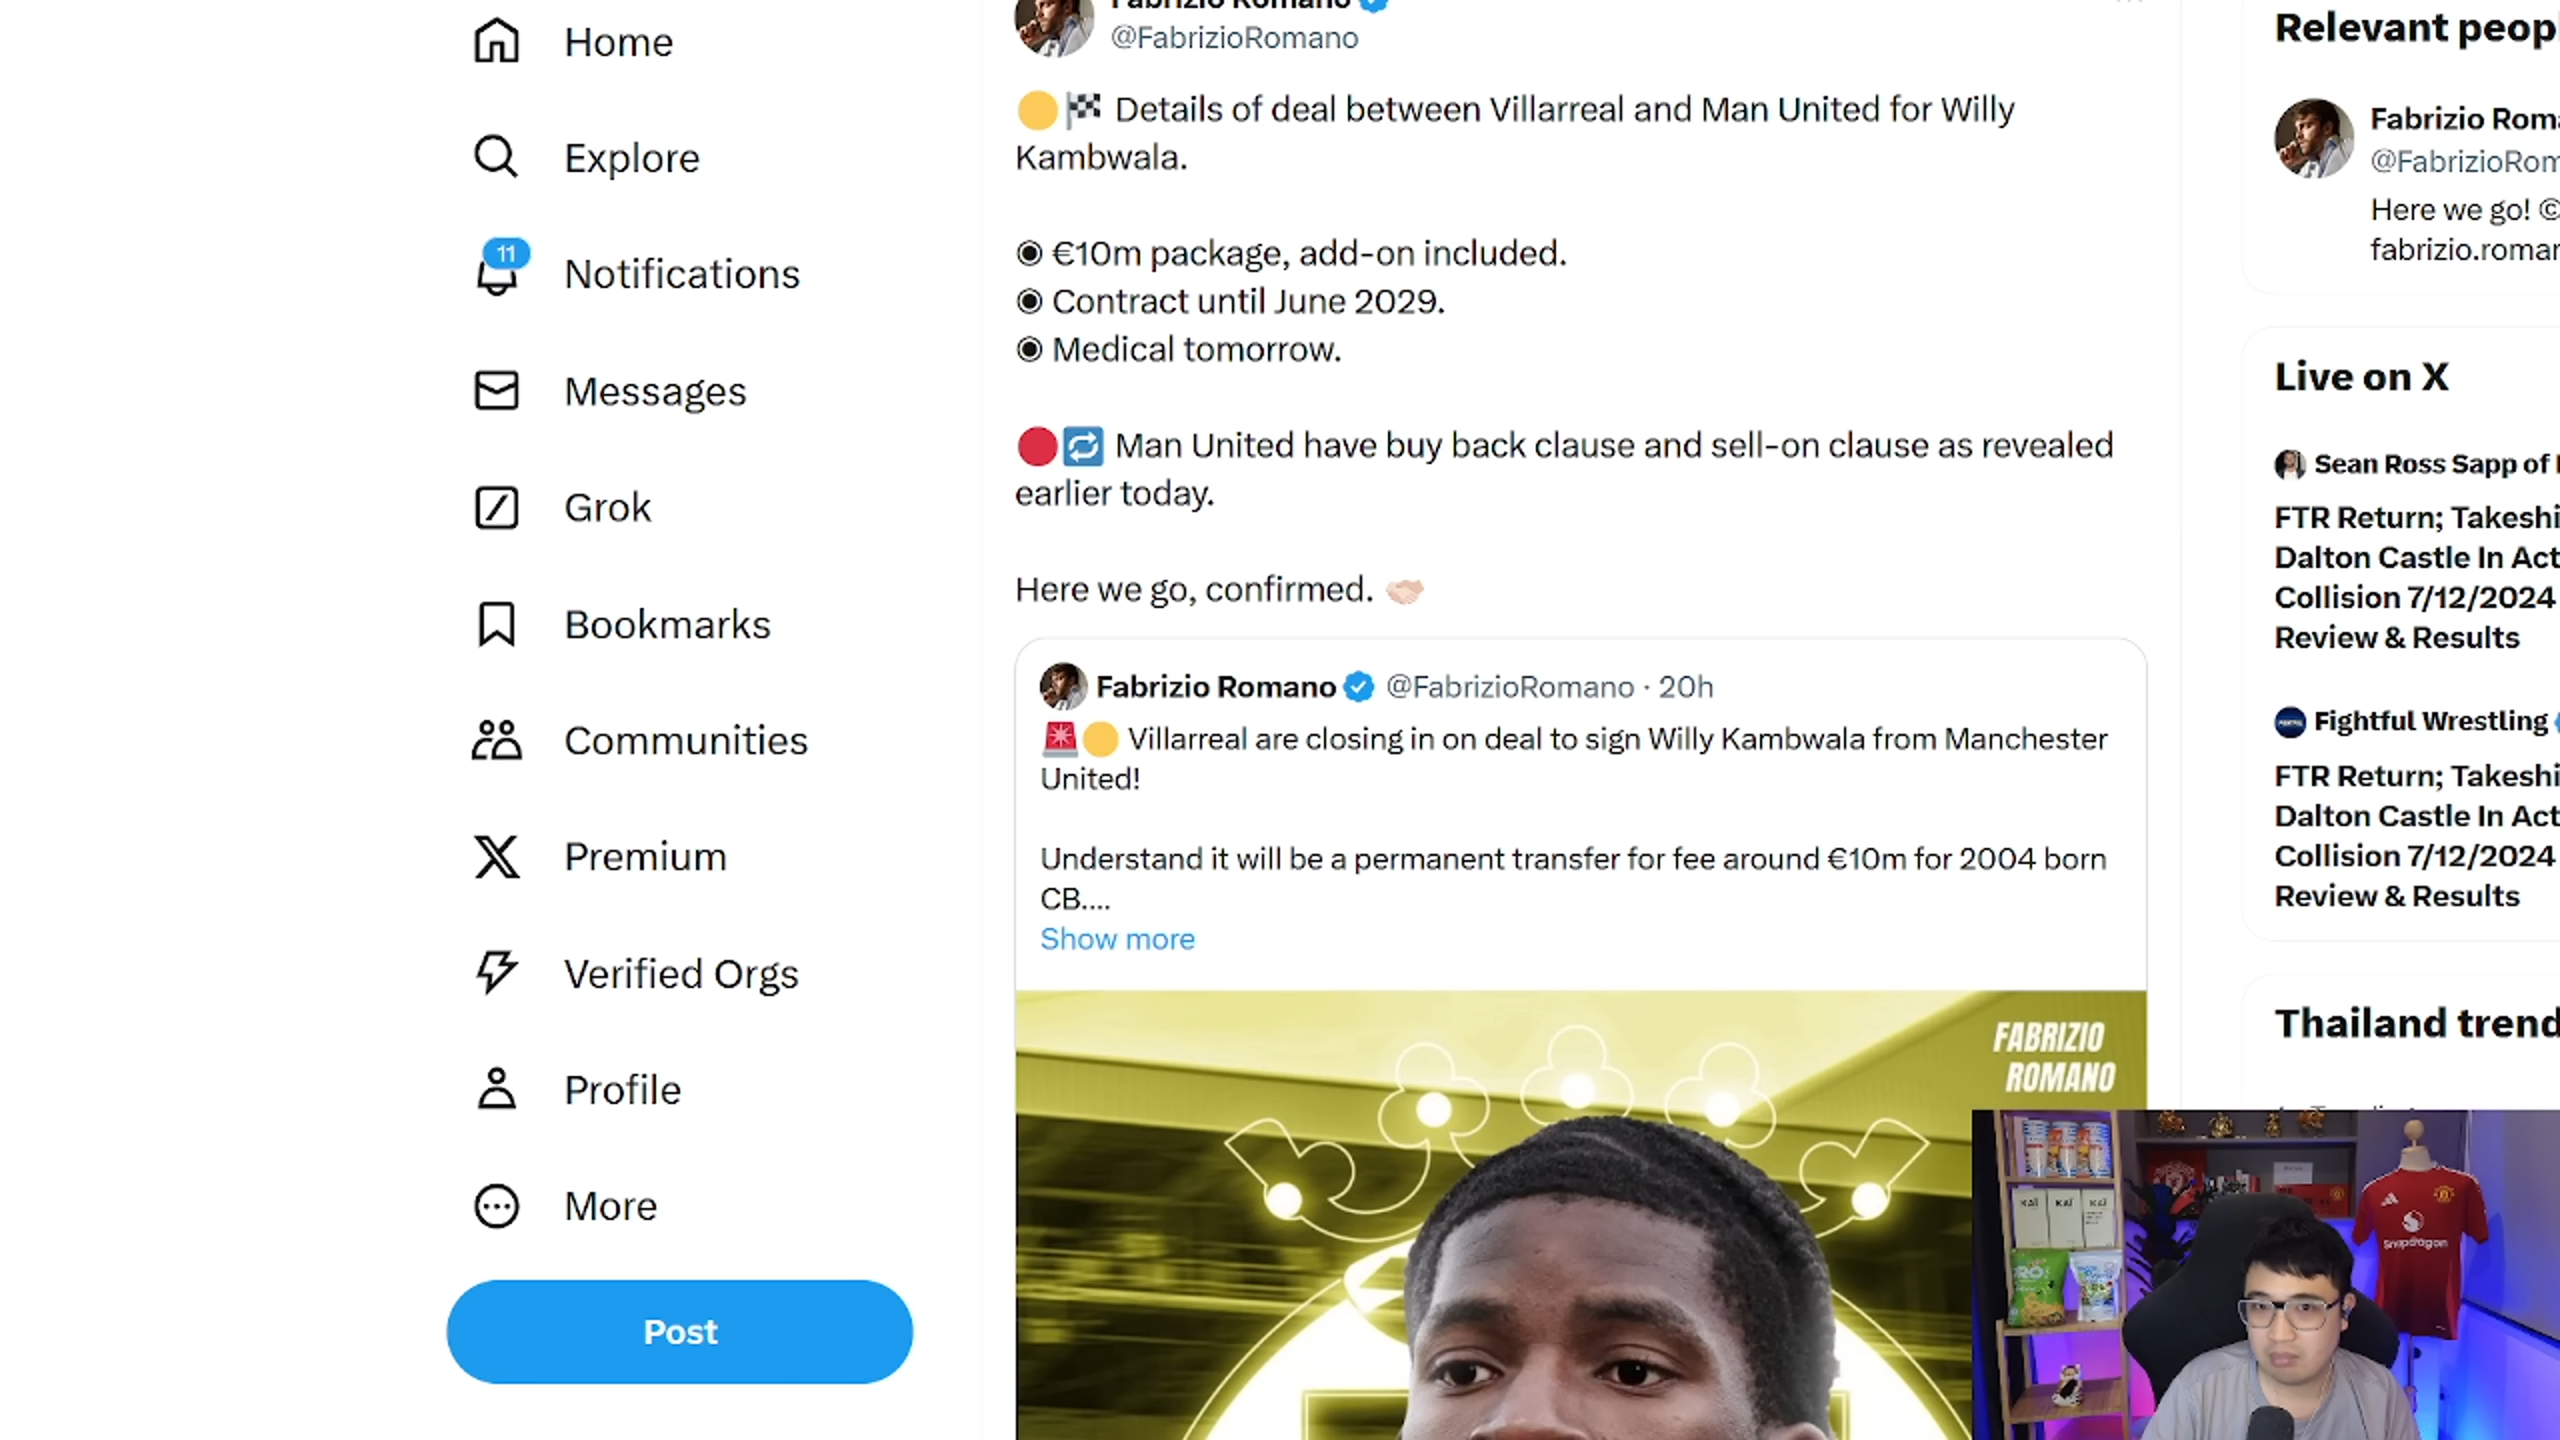 Home
Explore
11
Notifications
Messages
Grok
Bookmarks
Communities
Premium
Verified Orgs
Profile
More
Post
Fabrizio Romano
@FabrizioRomano
🟡🏁 Details of deal between Villarreal and Man United for Willy
Kambwala.
◉ €10m package, add-on included.
◉ Contract until June 2029.
◉ Medical tomorrow.
🔴🔁 Man United have buy back clause and sell-on clause as revealed
earlier today.
Here we go, confirmed. 🤝🏻
Fabrizio Romano @FabrizioRomano · 20h
🚨🟡 Villarreal are closing in on deal to sign Willy Kambwala from Manchester
United!
Understand it will be a permanent transfer for fee around €10m for 2004 born
CB....
Show more
FABRIZIO
ROMANO
Relevant peop
Fabrizio Rom
@FabrizioRom
Here we go! ©
fabrizio.roma
Live on X
Sean Ross Sapp of
FTR Return; Takeshi
Dalton Castle In Act
Collision 7/12/2024
Review & Results
Fightful Wrestling
FTR Return; Takeshi
Dalton Castle In Act
Collision 7/12/2024
Review & Results
Thailand trend
KAI KAI KAI
Snapdragon